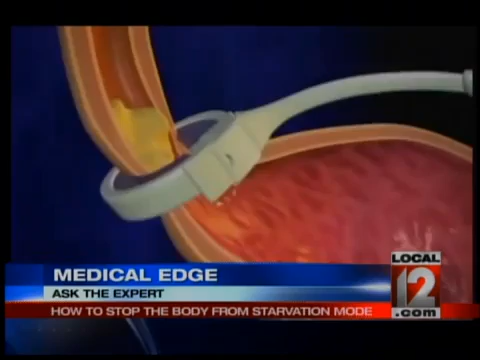 MEDICAL EDGE
ASK THE EXPERT
HOW TO STOP THE BODY FROM STARVATION MODE
LOCAL
12
.com